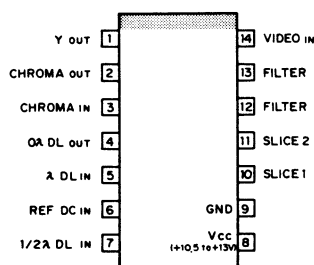 Y OUT 1
CHROMA OUT 2
CHROMA IN 3
0λ DL OUT 4
λ DL IN 5
REF DC IN 6
1/2λ DL IN 7
14 VIDEO IN
13 FILTER
12 FILTER
11 SLICE 2
10 SLICE 1
GND 9
VCC 8
(+10,5 to +13V)